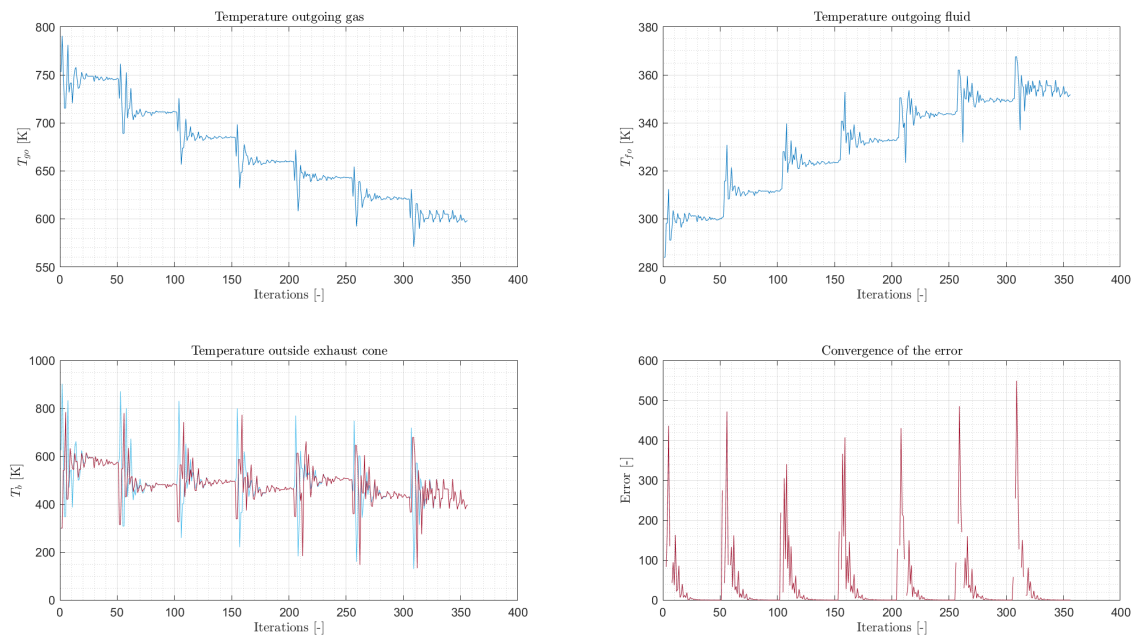 Temperature outgoing gas
800
750
700
650
600
550
T_go [K]
0 50 100 150 200 250 300 350 400
Iterations [-]
Temperature outgoing fluid
380
360
340
320
300
280
T_fo [K]
0 50 100 150 200 250 300 350 400
Iterations [-]
Temperature outside exhaust cone
1000
800
600
400
200
0
T_b [K]
0 50 100 150 200 250 300 350 400
Iterations [-]
Convergence of the error
600
500
400
300
200
100
0
Error [-]
0 50 100 150 200 250 300 350 400
Iterations [-]